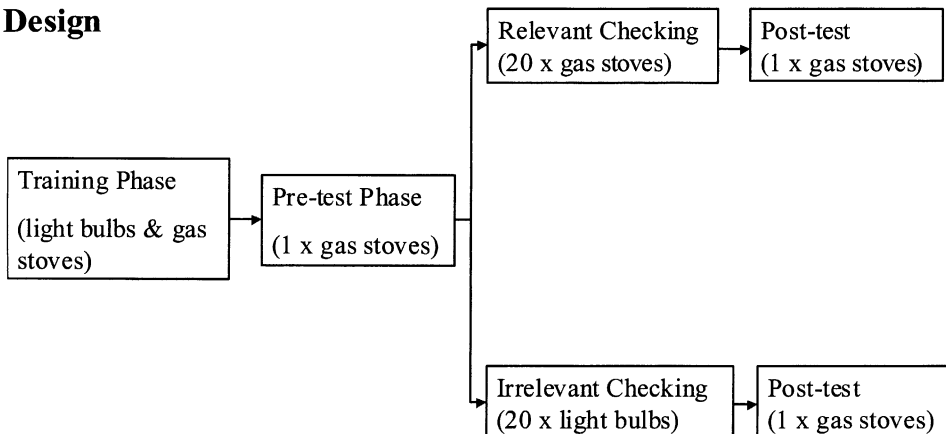 Design
Training Phase
(light bulbs & gas
stoves)
Pre-test Phase
(1 x gas stoves)
Relevant Checking
(20 x gas stoves)
Post-test
(1 x gas stoves)
Irrelevant Checking
(20 x light bulbs)
Post-test
(1 x gas stoves)